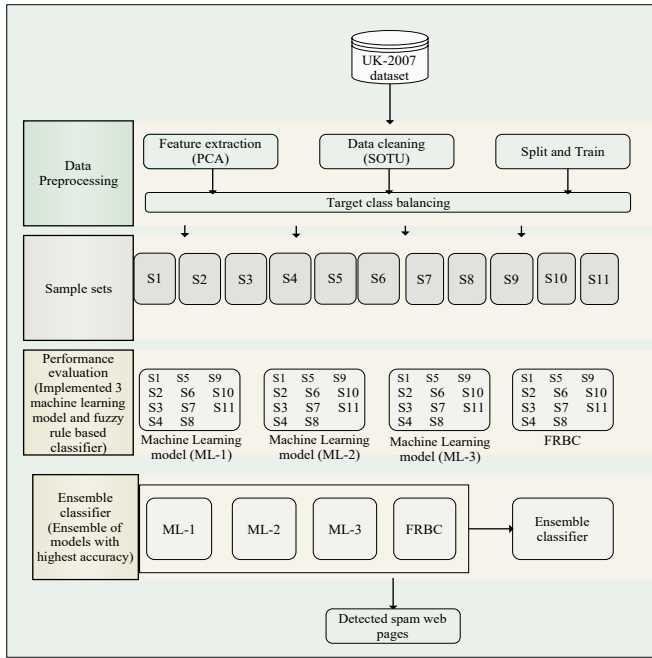 UK-2007
dataset
Data
Preprocessing
Feature extraction
(PCA)
Data cleaning
(SOTU)
Split and Train
Target class balancing
Sample sets
S1
S2
S3
S4
S5
S6
S7
S8
S9
S10
S11
Performance
evaluation
(Implemented 3
machine learning
model and fuzzy
rule based
classifier)
S1 S5 S9
S2 S6 S10
S3 S7 S11
S4 S8
Machine Learning
model (ML-1)
S1 S5 S9
S2 S6 S10
S3 S7 S11
S4 S8
Machine Learning
model (ML-2)
S1 S5 S9
S2 S6 S10
S3 S7 S11
S4 S8
Machine Learning
model (ML-3)
S1 S5 S9
S2 S6 S10
S3 S7 S11
S4 S8
FRBC
Ensemble
classifier
(Ensemble of
models with
highest accuracy)
ML-1
ML-2
ML-3
FRBC
Ensemble
classifier
Detected spam web
pages